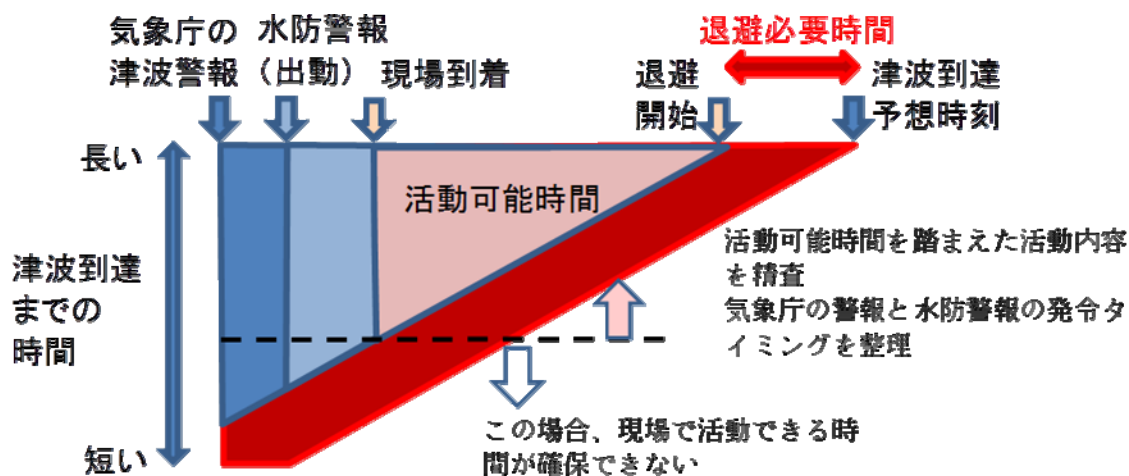 気象庁の
津波警報
水防警報
（出動）
現場到着
退避必要時間
退避
開始
津波到達
予想時刻
長い
活動可能時間
津波到達
までの
時間
活動可能時間を踏まえた活動内容
を精査
気象庁の警報と水防警報の発令タ
イミングを整理
この場合、現場で活動できる時
間が確保できない
短い